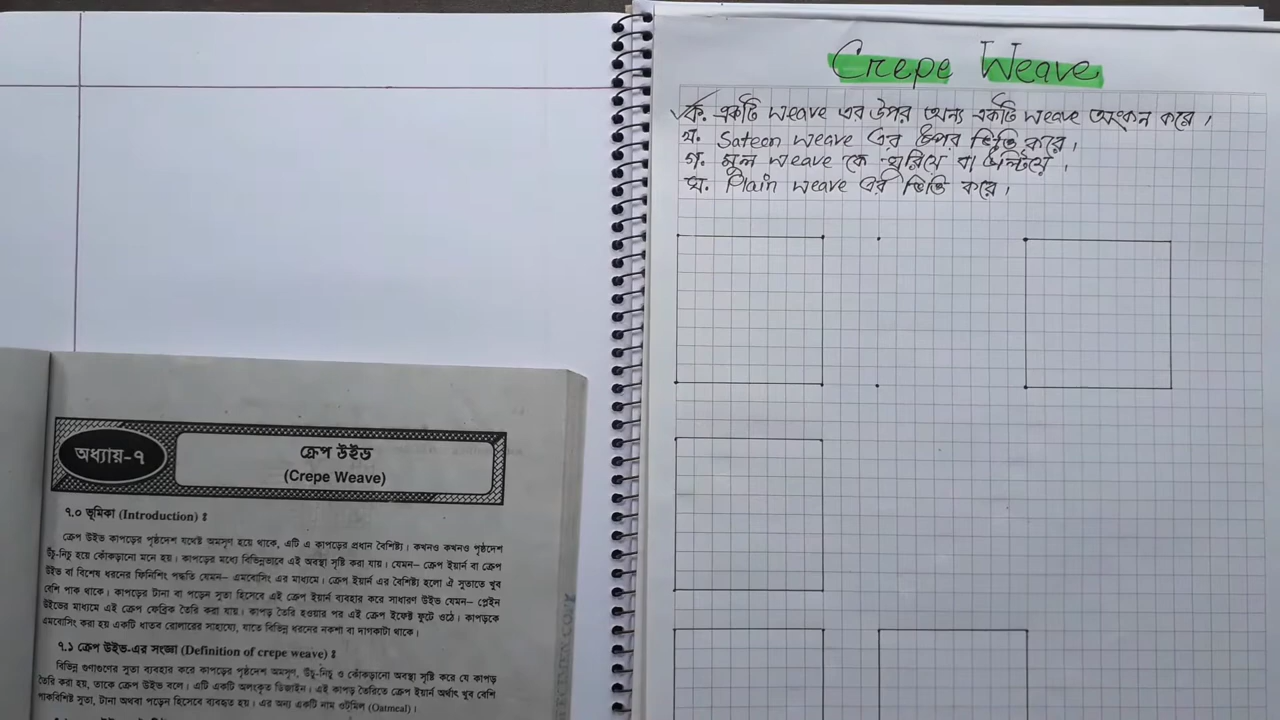 Crepe Weave
ক. একটি weave এর উপর অন্য একটি weave অংকন করে।
খ. Sateen weave এর উপর ভিত্তি করে।
গ. মূল weave কে ঘুরিয়ে বা উল্টিয়ে।
ঘ. Plain weave এর ভিত্তি করে।
অধ্যায়-৭
ক্রেপ উইভ
(Crepe Weave)
৭.০ ভূমিকা (Introduction) ঃ
ক্রেপ উইভ কাপড়ের পৃষ্ঠদেশ যথেষ্ট অমসৃণ হয়ে থাকে, এটি এ কাপড়ের প্রধান বৈশিষ্ট্য। কখনও কখনও পৃষ্ঠদেশ
উঁচু-নিচু হয়ে কোঁকড়ানো মনে হয়। কাপড়ের মধ্যে বিভিন্নভাবে এই অবস্থা সৃষ্টি করা যায়। যেমন– ক্রেপ ইয়ার্ন বা ক্রেপ
উইভ বা বিশেষ ধরনের ফিনিশিং পদ্ধতি যেমন– এমবোসিং এর মাধ্যমে। ক্রেপ ইয়ার্ন এর বৈশিষ্ট্য হলো ঐ সুতাতে খুব
বেশি পাক থাকে। কাপড়ের টানা বা পড়েন সুতা হিসেবে এই ক্রেপ ইয়ার্ন ব্যবহার করে সাধারণ উইভ যেমন– প্লেইন
উইভের মাধ্যমে এই ক্রেপ ফেব্রিক তৈরি করা যায়। কাপড় তৈরি হওয়ার পর এই ক্রেপ ইফেক্ট ফুটে ওঠে। কাপড়কে
এমবোসিং করা হয় একটি ধাতব রোলারের সাহায্যে, যাতে বিভিন্ন ধরনের নকশা বা দাগকাটা থাকে।
৭.১ ক্রেপ উইভ-এর সংজ্ঞা (Definition of crepe weave) ঃ
বিভিন্ন গুণাগুণের সুতা ব্যবহার করে কাপড়ের পৃষ্ঠদেশ অমসৃণ, উঁচু-নিচু ও কোঁকড়ানো অবস্থা সৃষ্টি করে যে কাপড়
তৈরি করা হয়, তাকে ক্রেপ উইভ বলে। এটি একটি অলংকৃত ডিজাইন। এই কাপড় তৈরিতে ক্রেপ ইয়ার্ন অর্থাৎ খুব বেশি
পাকবিশিষ্ট সুতা, টানা অথবা পড়েন হিসেবে ব্যবহৃত হয়। এর অন্য একটি নাম ওটমিল (Oatmeal)।